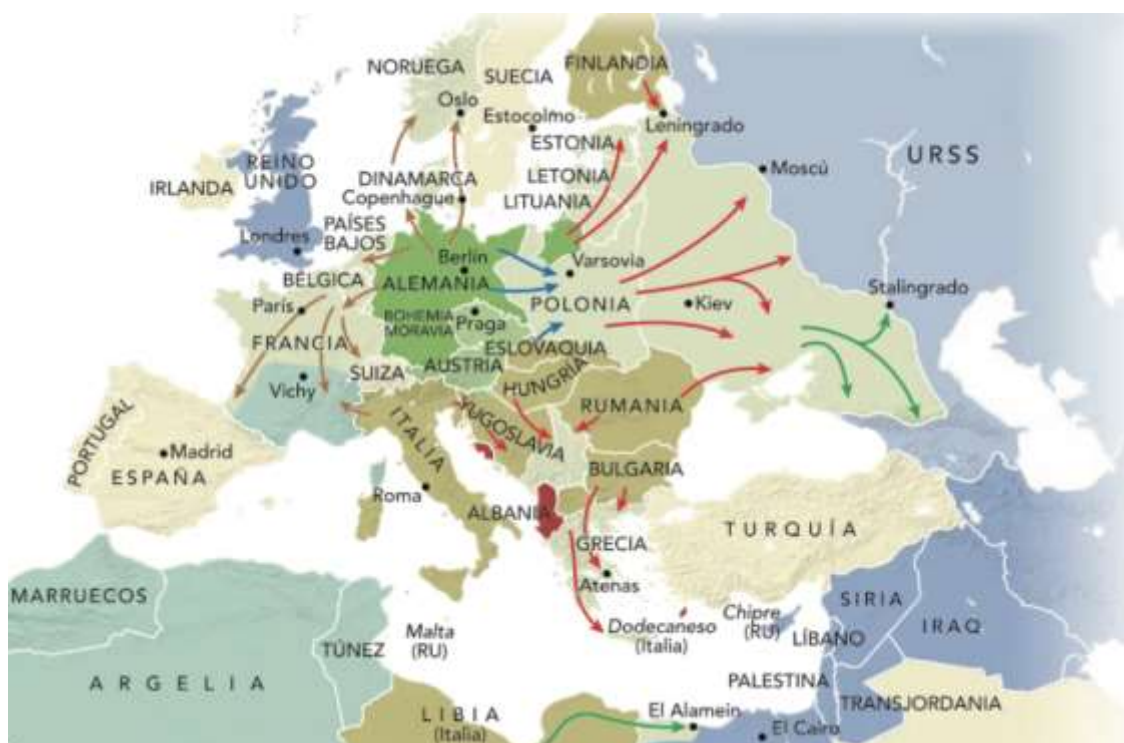 NORUEGA
SUECIA
FINLANDIA
Oslo
Estocolmo
Leningrado
ESTONIA
URSS
Moscú
REINO
UNIDO
IRLANDA
DINAMARCA
Copenhague
LETONIA
LITUANIA
Londres
PAÍSES
BAJOS
Berlín
Varsovia
BÉLGICA
ALEMANIA
POLONIA
Kiev
Stalingrado
París
BOHEMIA
MORAVIA
Praga
FRANCIA
ESLOVAQUIA
AUSTRIA
SUIZA
HUNGRÍA
Vichy
RUMANIA
YUGOSLAVIA
ITALIA
PORTUGAL
Madrid
ESPAÑA
BULGARIA
Roma
ALBANIA
TURQUÍA
GRECIA
Atenas
MARRUECOS
Malta
(RU)
Dodecaneso
(Italia)
Chipre
(RU)
SIRIA
LÍBANO
IRAQ
TÚNEZ
ARGELIA
PALESTINA
TRANSJORDANIA
LIBIA
(Italia)
El Alamein
El Cairo